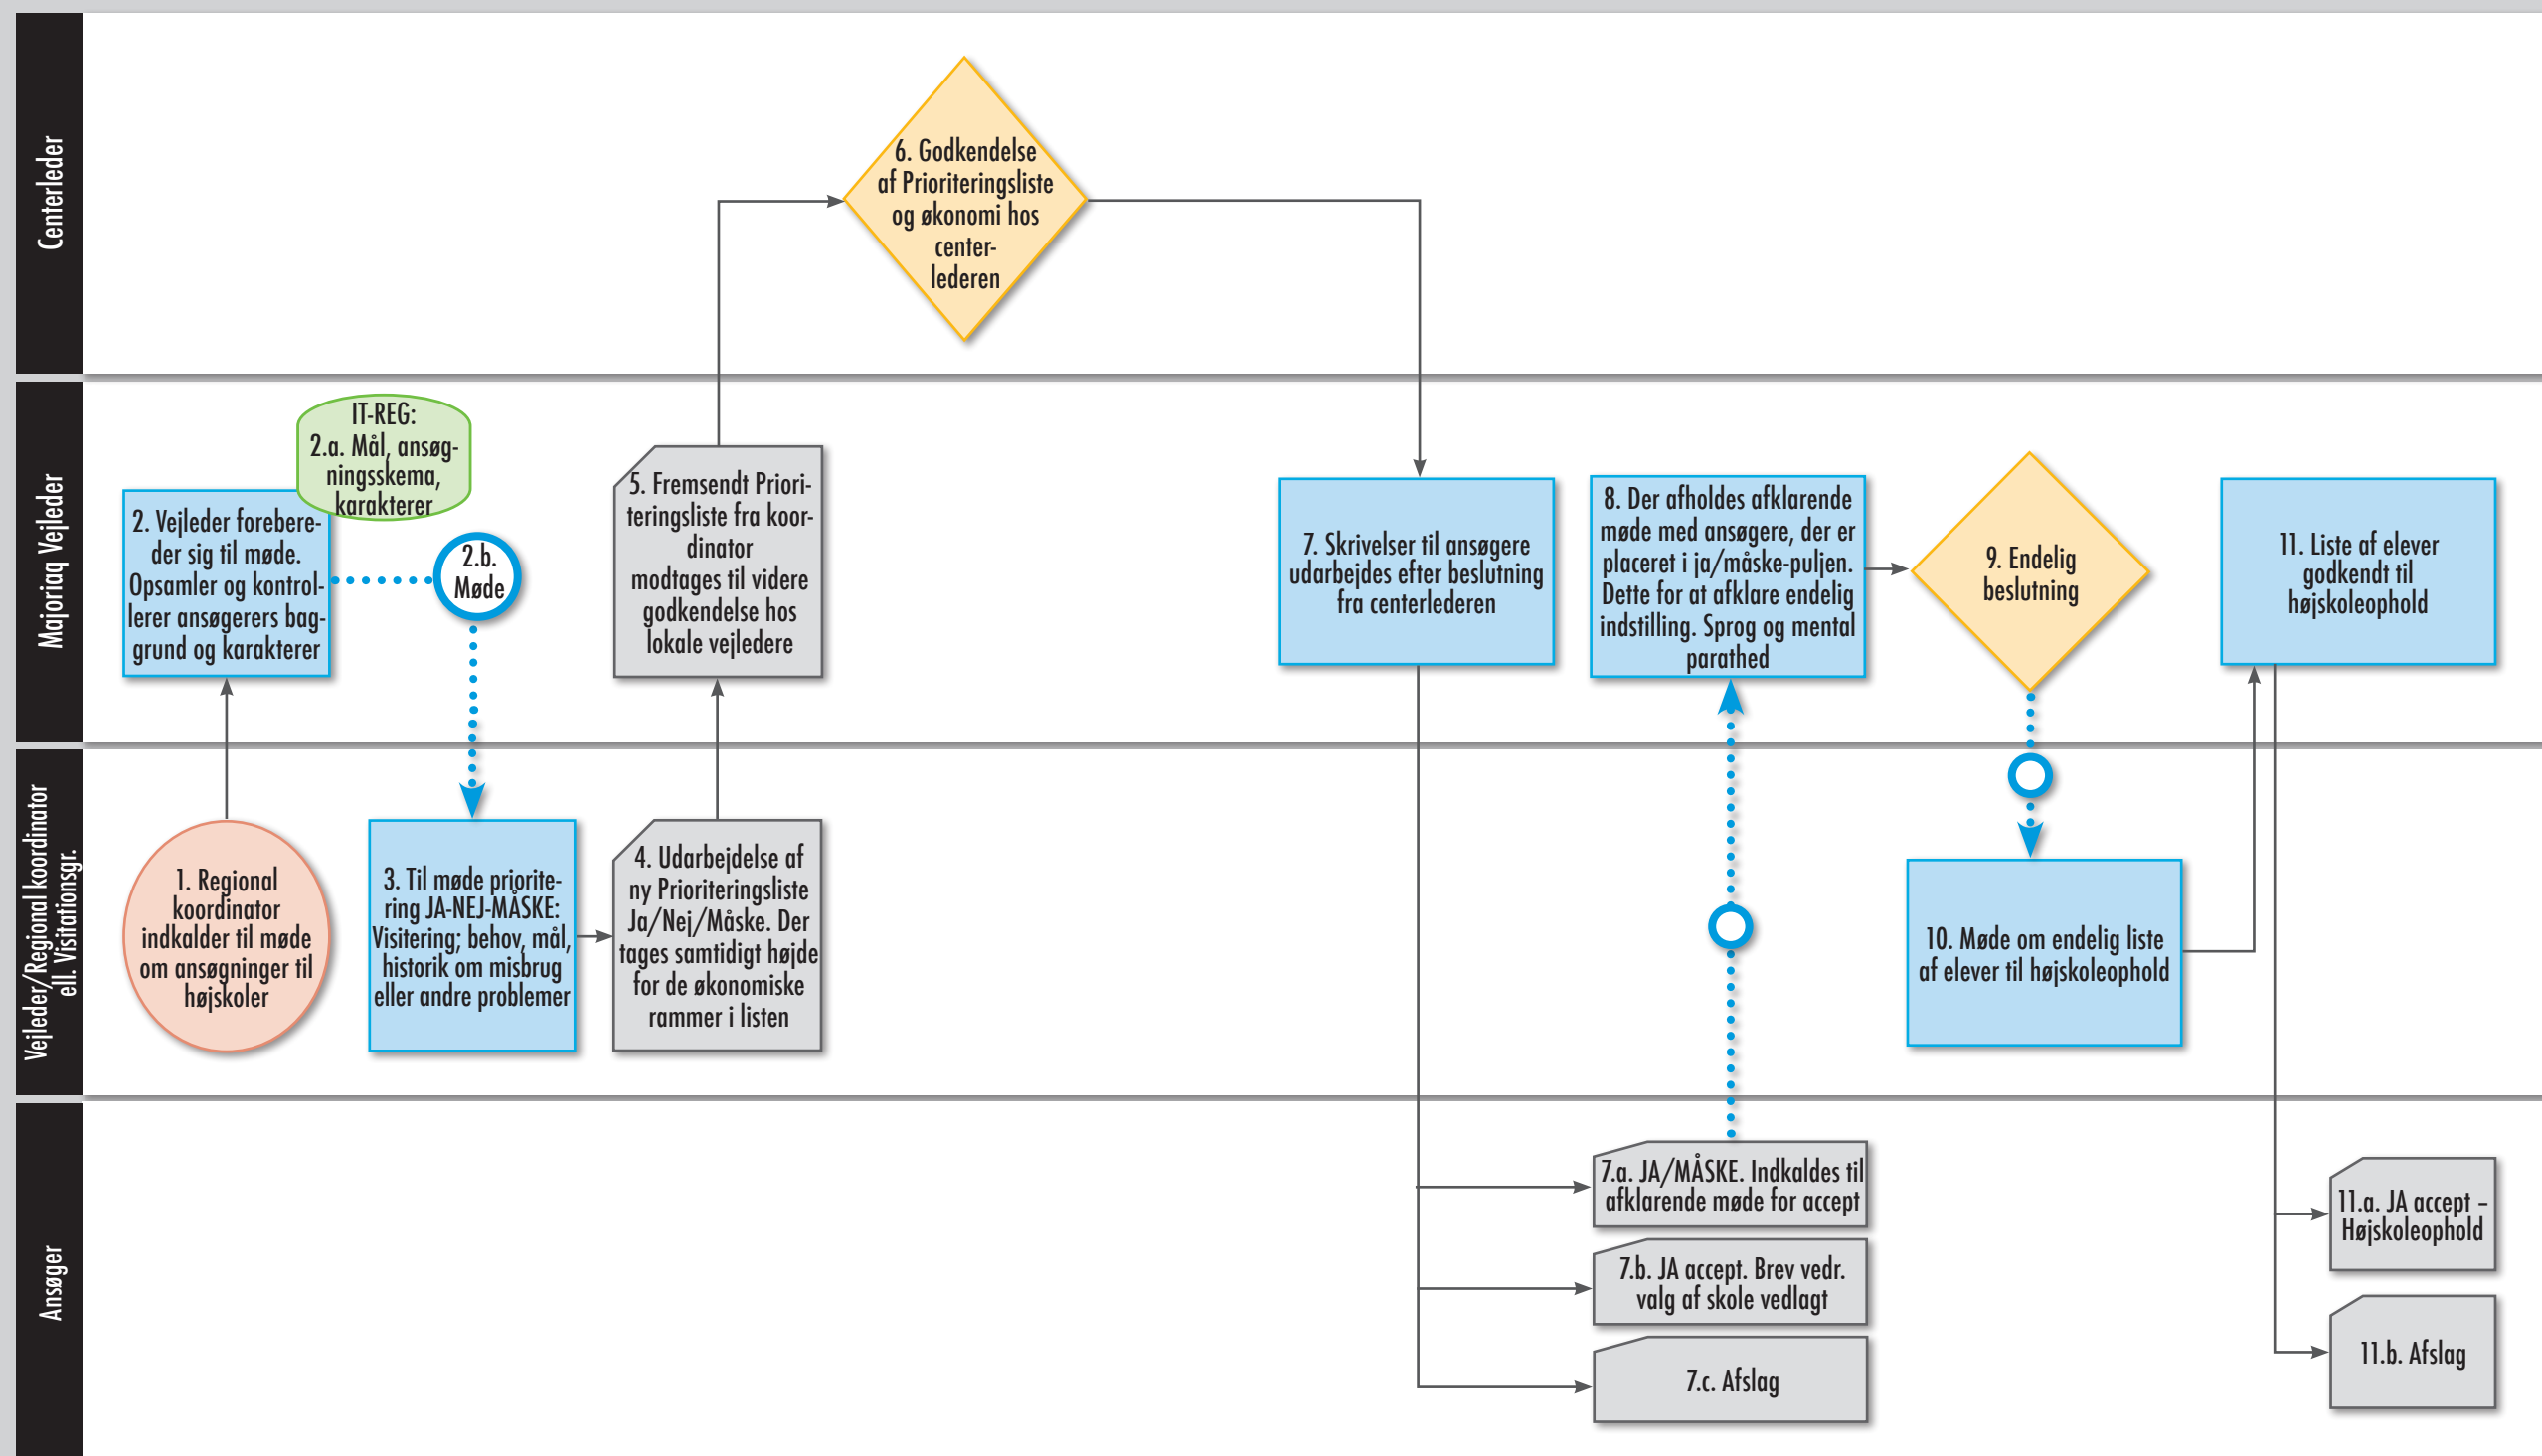 Centerleder
6. Godkendelse
af Prioriteringsliste
og økonomi hos
center-
lederen
Majoriaq Vejleder
IT-REG:
2.a. Mål, ansøg-
ningsskema,
karakterer
2. Vejleder forebere-
der sig til møde.
Opsamler og kontrol-
lerer ansøgerers bag-
grund og karakterer
2.b.
Møde
5. Fremsendt Priori-
teringsliste fra koor-
dinator
modtages til videre
godkendelse hos
lokale vejledere
7. Skrivelser til ansøgere
udarbejdes efter beslutning
fra centerlederen
8. Der afholdes afklarende
møde med ansøgere, der er
placeret i ja/måske-puljen.
Dette for at afklare endelig
indstilling. Sprog og mental
parathed
9. Endelig
beslutning
11. Liste af elever
godkendt til
højskoleophold
Vejleder/Regional koordinator
ell. Visitationsgr.
1. Regional
koordinator
indkalder til møde
om ansøgninger til
højskoler
3. Til møde priorite-
ring JA-NEJ-MÅSKE:
Visitering; behov, mål,
historik om misbrug
eller andre problemer
4. Udarbejdelse af
ny Prioriteringsliste
Ja/Nej/Måske. Der
tages samtidigt højde
for de økonomiske
rammer i listen
10. Møde om endelig liste
af elever til højskoleophold
Ansøger
7.a. JA/MÅSKE. Indkaldes til
afklarende møde for accept
7.b. JA accept. Brev vedr.
valg af skole vedlagt
7.c. Afslag
11.a. JA accept –
Højskoleophold
11.b. Afslag